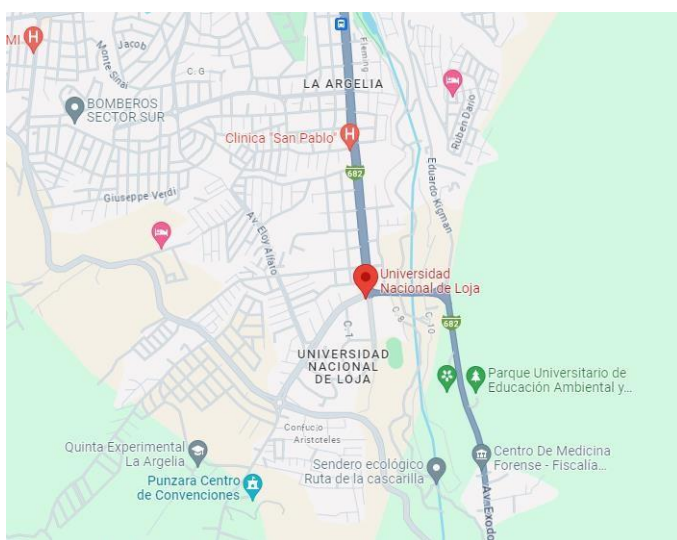 MI
H
Jacob
Monte Sinai
C. G
Fleming
LA ARGELIA
BOMBEROS
SECTOR SUR
Clinica "San Pablo"
H
Ruben Dario
682
Eduardo Kigman
Giuseppe Verdi
Av. Eloy Alfaro
Universidad
Nacional de Loja
C. 1
C. 9
C. 10
682
UNIVERSIDAD
NACIONAL
DE LOJA
Parque Universitario de
Educación Ambiental y...
Confucio
Aristoteles
Quinta Experimental
La Argelia
Sendero ecológico
Ruta de la cascarilla
Centro De Medicina
Forense - Fiscalía...
Punzara Centro
de Convenciones
Av. Exodo